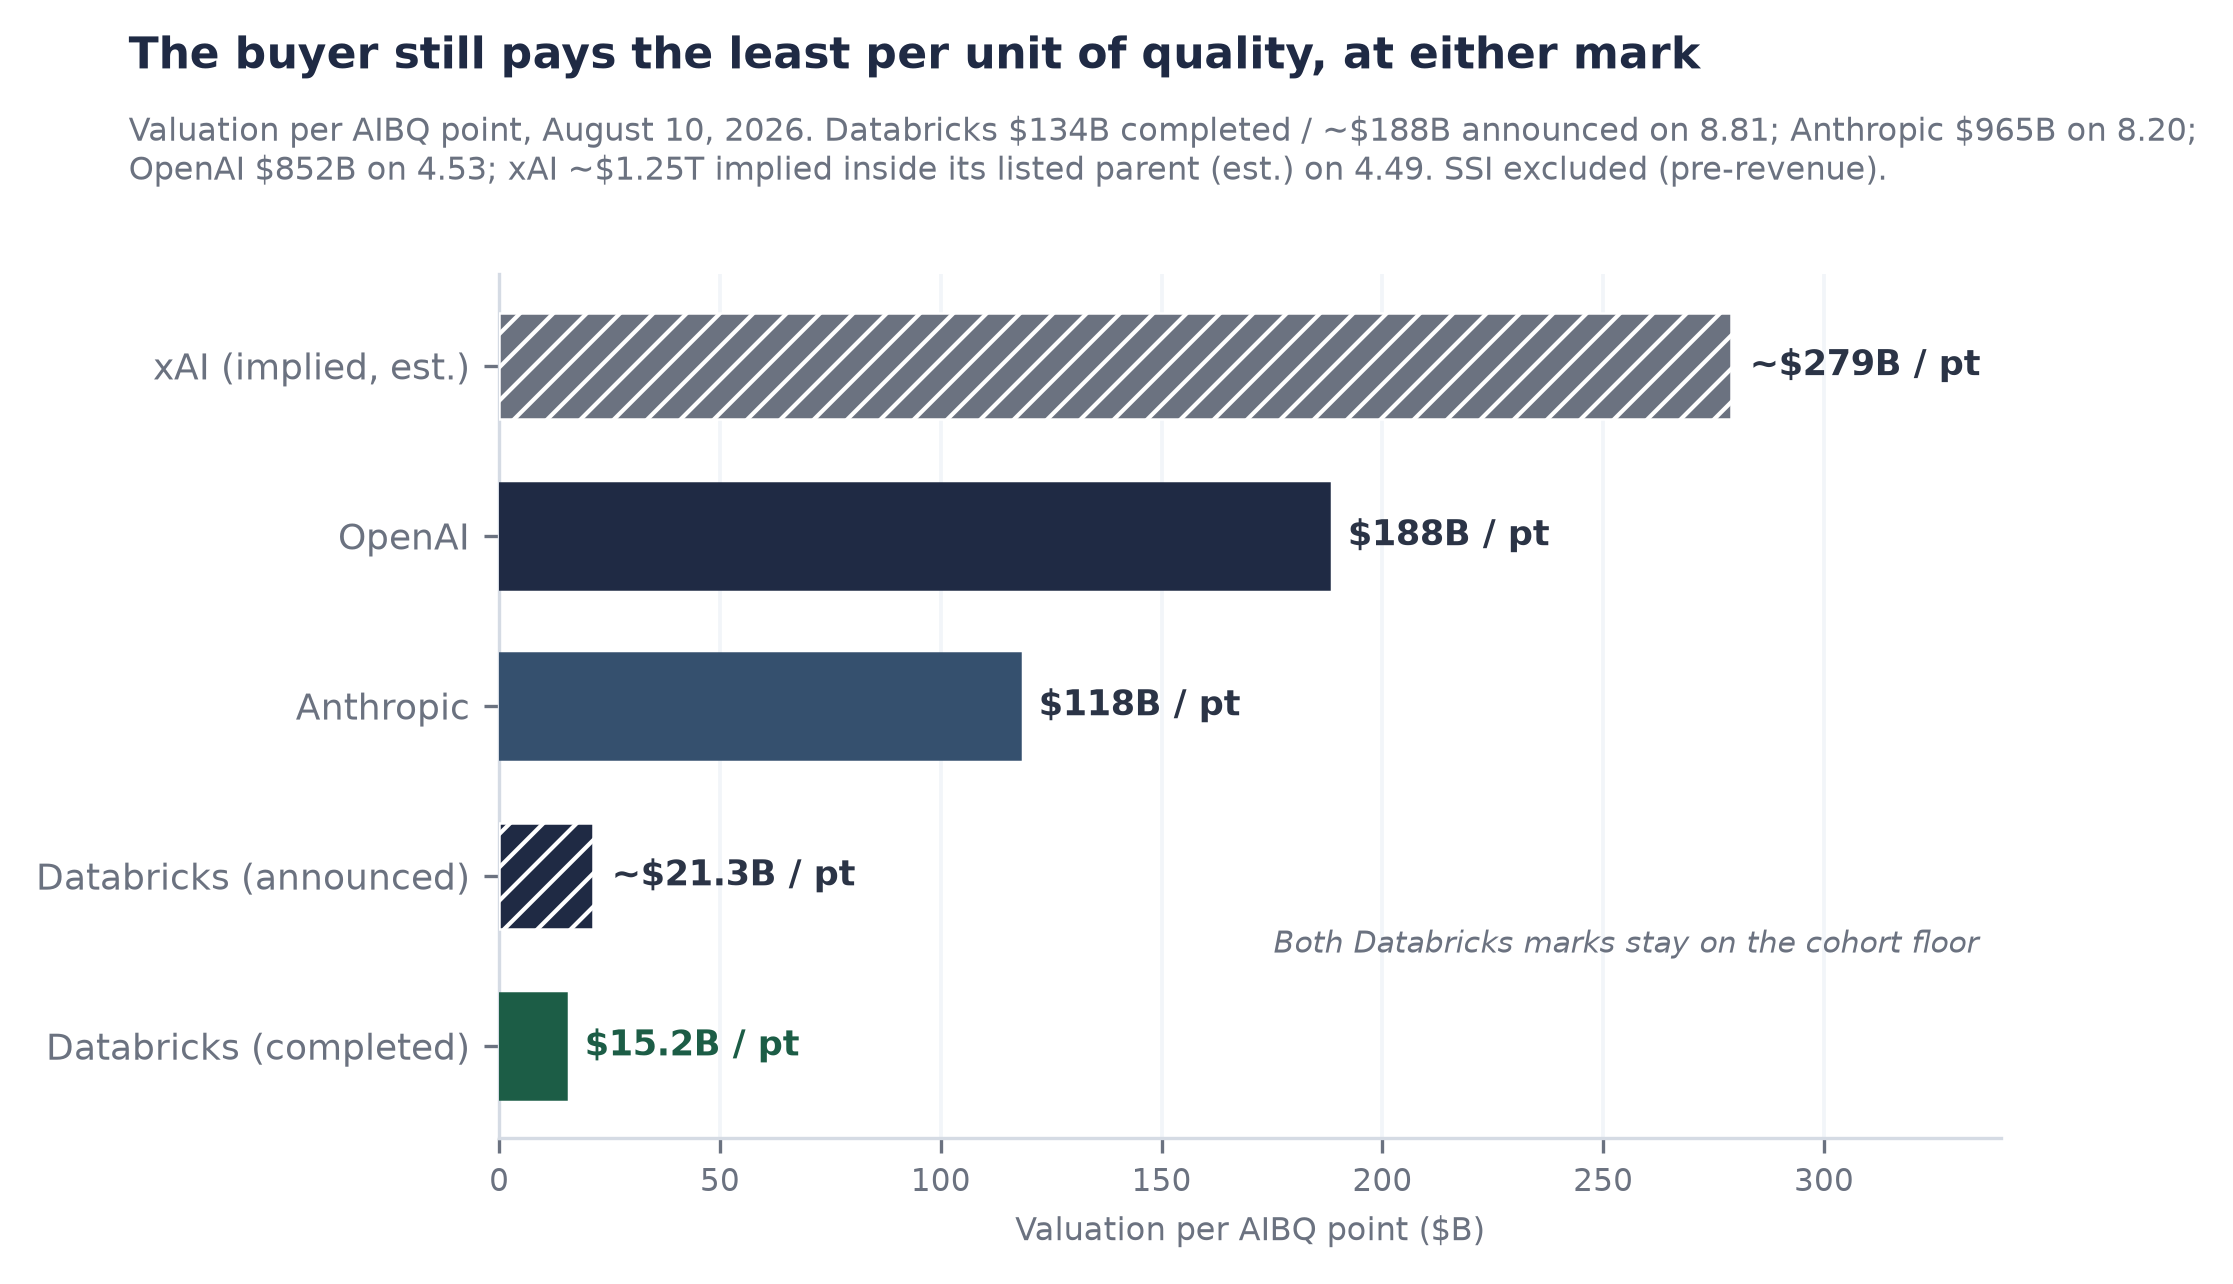 The buyer still pays the least per unit of quality, at either mark
Valuation per AIBQ point, August 10, 2026. Databricks $134B completed / ~$188B announced on 8.81; Anthropic $965B on 8.20;
OpenAI $852B on 4.53; xAI ~$1.25T implied inside its listed parent (est.) on 4.49. SSI excluded (pre-revenue).
xAI (implied, est.)
~$279B / pt
OpenAI
$188B / pt
Anthropic
$118B / pt
Databricks (announced)
~$21.3B / pt
Both Databricks marks stay on the cohort floor
Databricks (completed)
$15.2B / pt
0 50 100 150 200 250 300
Valuation per AIBQ point ($B)